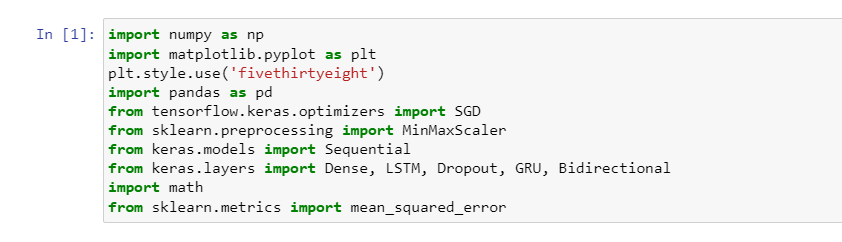 In [1]: import numpy as np
import matplotlib.pyplot as plt
plt.style.use('fivethirtyeight')
import pandas as pd
from tensorflow.keras.optimizers import SGD
from sklearn.preprocessing import MinMaxScaler
from keras.models import Sequential
from keras.layers import Dense, LSTM, Dropout, GRU, Bidirectional
import math
from sklearn.metrics import mean_squared_error